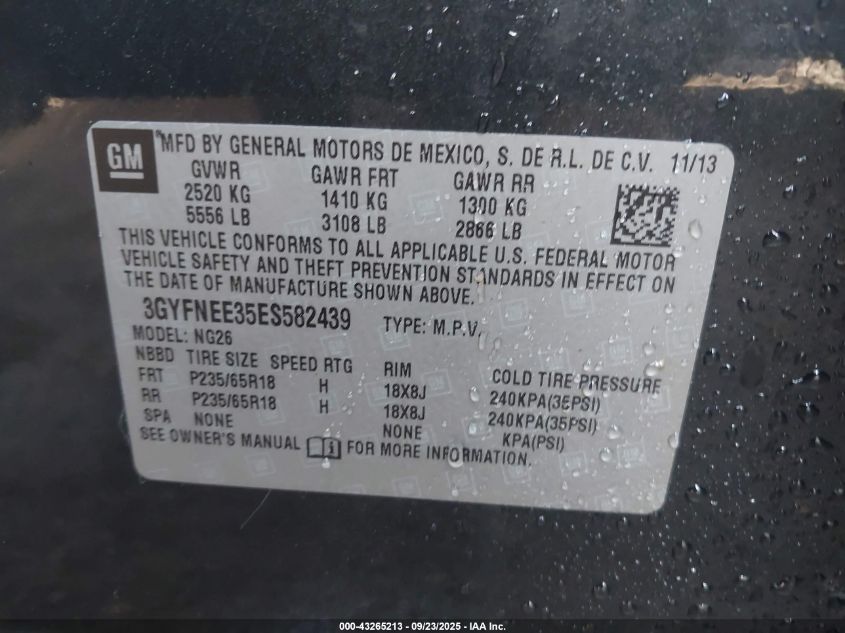 GM
MFD BY GENERAL MOTORS DE MEXICO, S. DE R.L. DE C.V. 11/13
GVWR GAWR FRT GAWR RR
2520 KG 1410 KG 1300 KG
5556 LB 3108 LB 2866 LB
THIS VEHICLE CONFORMS TO ALL APPLICABLE U.S. FEDERAL MOTOR
VEHICLE SAFETY AND THEFT PREVENTION STANDARDS IN EFFECT ON
THE DATE OF MANUFACTURE SHOWN ABOVE.
3GYFNEE35ES582439 TYPE: M.P.V.
MODEL: NG26
NBBD TIRE SIZE SPEED RTG RIM COLD TIRE PRESSURE
FRT P235/65R18 H 18X8J 240KPA(35PSI)
RR P235/65R18 H 18X8J 240KPA(35PSI)
SPA NONE NONE KPA(PSI)
SEE OWNER'S MANUAL FOR MORE INFORMATION.
000-43265213 - 09/23/2025 - IAA Inc.